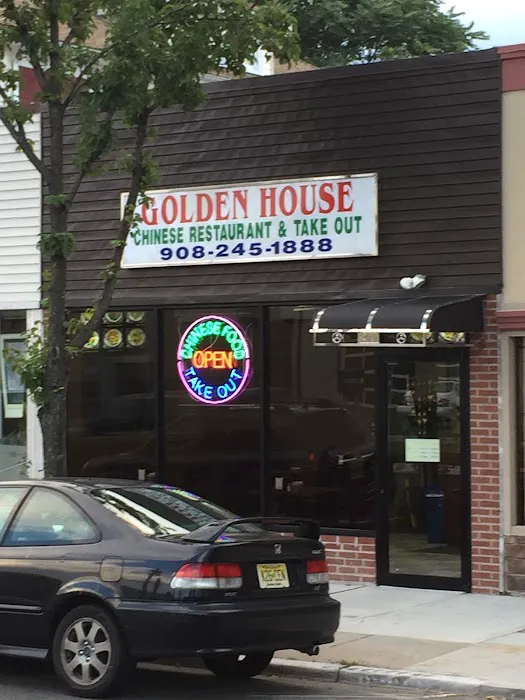 GOLDEN HOUSE
CHINESE RESTAURANT & TAKE OUT
908-245-1888
CHINESE FOOD
OPEN
TAKE OUT